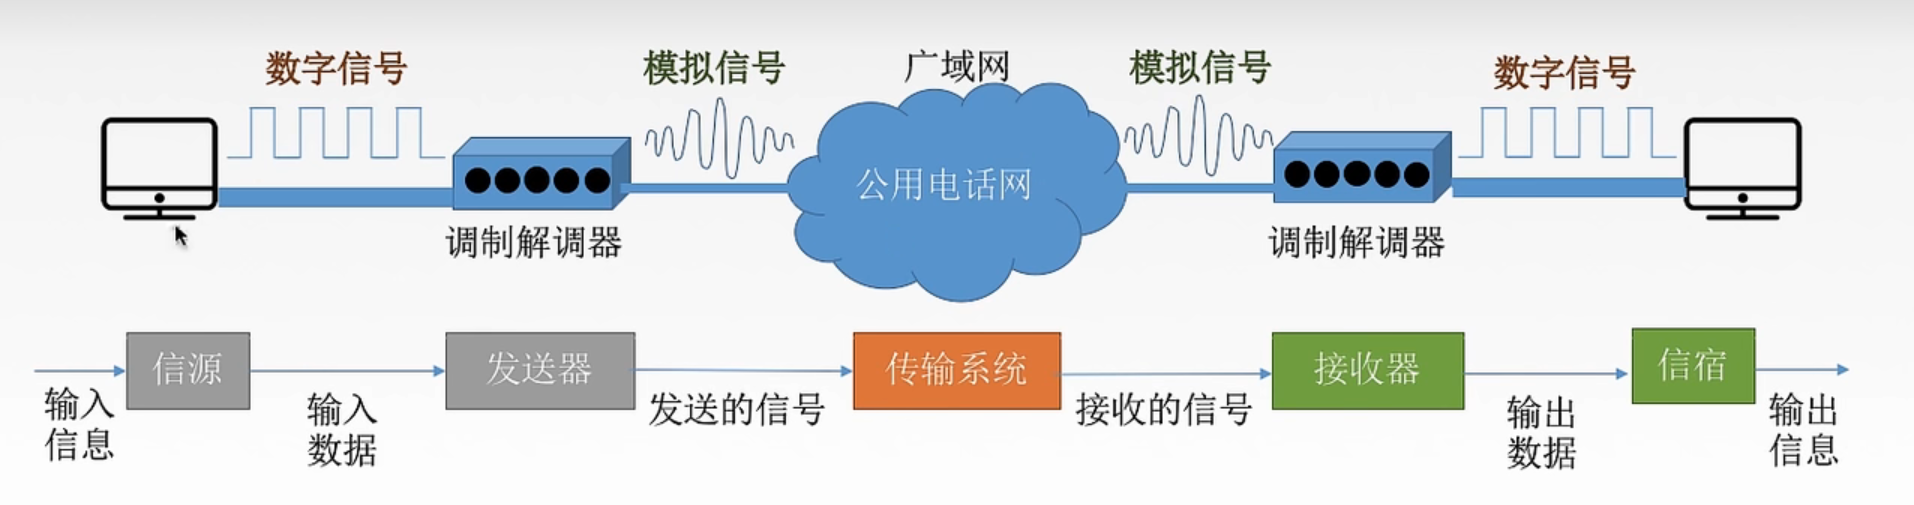 数字信号
模拟信号
广域网
模拟信号
数字信号
公用电话网
调制解调器
调制解调器
信源
发送器
传输系统
接收器
信宿
输入
信息
输入
数据
发送的信号
接收的信号
输出
数据
输出
信息